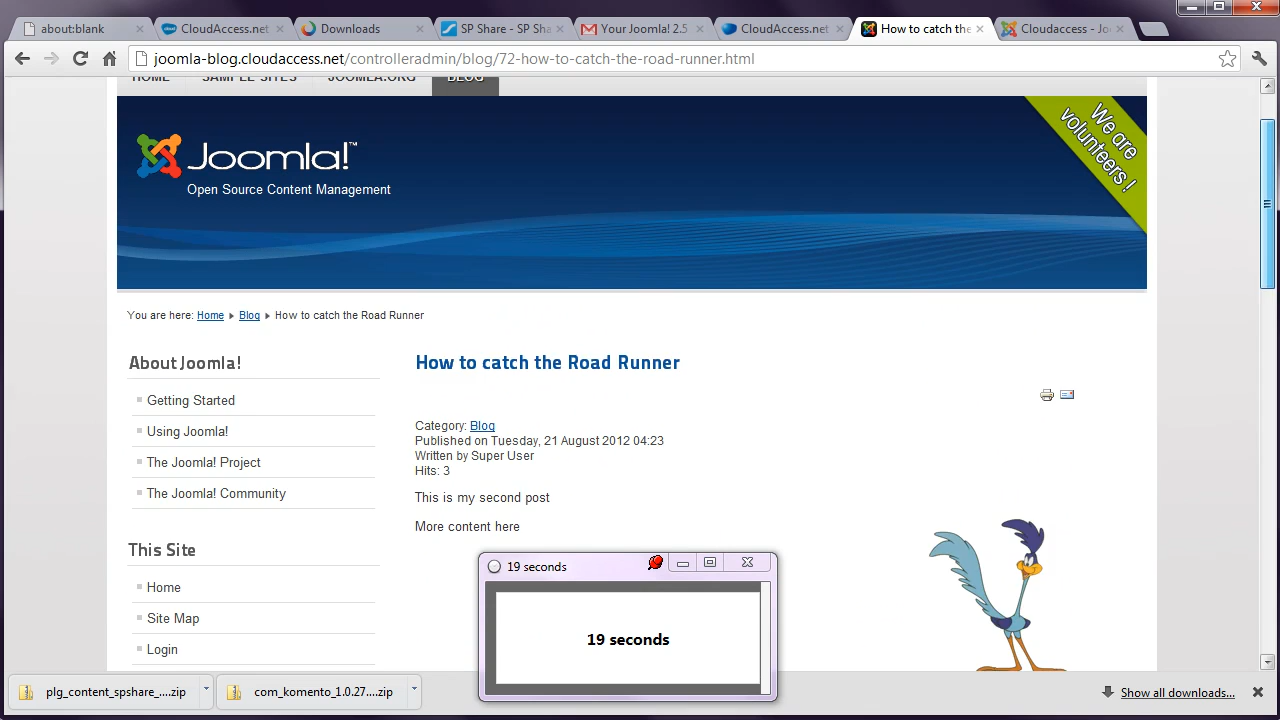 about:blank
CloudAccess.net
Downloads
SP Share - SP Sha
Your Joomla! 2.5
CloudAccess.net
How to catch the
Cloudaccess - Joo
joomla-blog.cloudaccess.net/controlleradmin/blog/72-how-to-catch-the-road-runner.html
HOME
SAMPLE SITES
JOOMLA.ORG
BLOG
Joomla!™
Open Source Content Management
We are
volunteers!
You are here: Home Blog How to catch the Road Runner
About Joomla!
Getting Started
Using Joomla!
The Joomla! Project
The Joomla! Community
This Site
Home
Site Map
Login
How to catch the Road Runner
Category: Blog
Published on Tuesday, 21 August 2012 04:23
Written by Super User
Hits: 3
This is my second post
More content here
19 seconds
19 seconds
plg_content_spshare_....zip
com_komento_1.0.27....zip
Show all downloads...